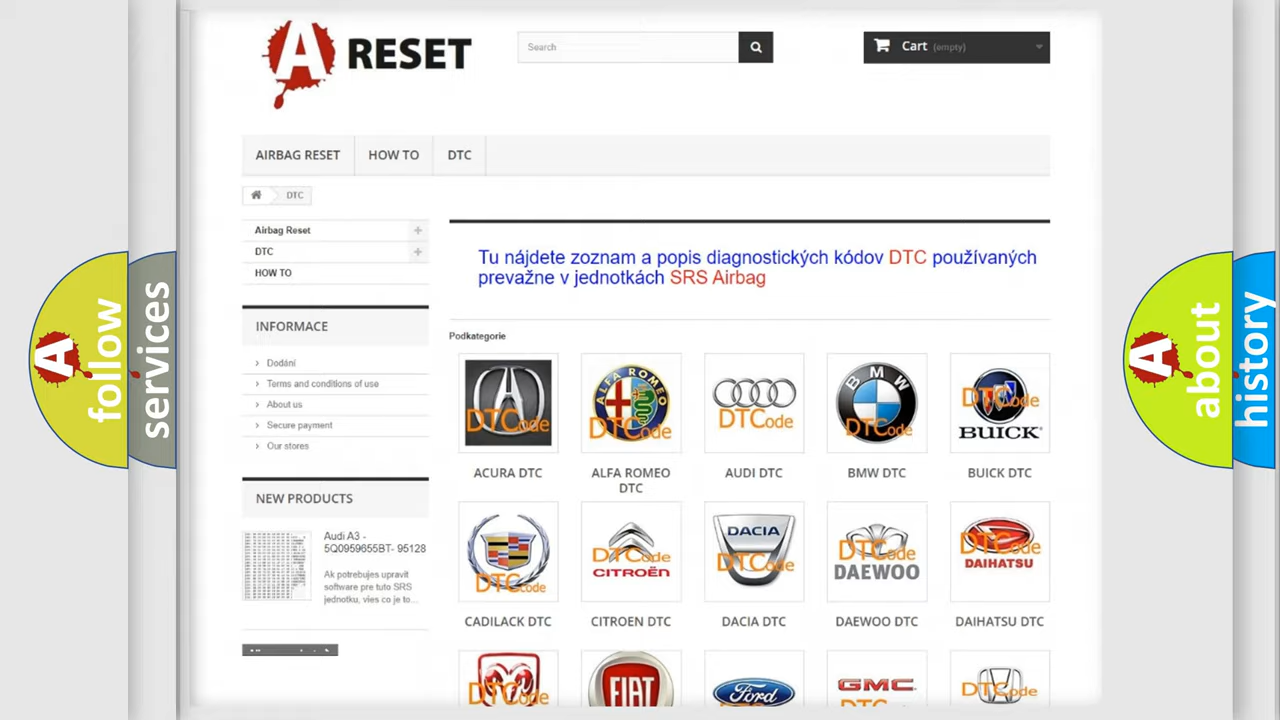 A RESET
Search
Cart (empty)
AIRBAG RESET
HOW TO
DTC
DTC
Airbag Reset
DTC
HOW TO
Tu nájdete zoznam a popis diagnostických kódov DTC používaných
prevažne v jednotkách SRS Airbag
INFORMACE
Dodání
Terms and conditions of use
About us
Secure payment
Our stores
NEW PRODUCTS
Audi A3 -
5Q0959655BT- 95128
Ak potrebujes upravit
software pre tuto SRS
jednotku, vies co je to...
Podkategorie
DTCode
ALFA ROMEO
DTCode
DTCode
BMW
DTCode
DTCode
BUICK
ACURA DTC
ALFA ROMEO
DTC
AUDI DTC
BMW DTC
BUICK DTC
DTCode
DTCode
CITROËN
DACIA
DTCode
DTCode
DAEWOO
DTCode
DAIHATSU
CADILACK DTC
CITROEN DTC
DACIA DTC
DAEWOO DTC
DAIHATSU DTC
DTCode
FIAT
Ford
GMC
DTCode
A follow
services
A about
history